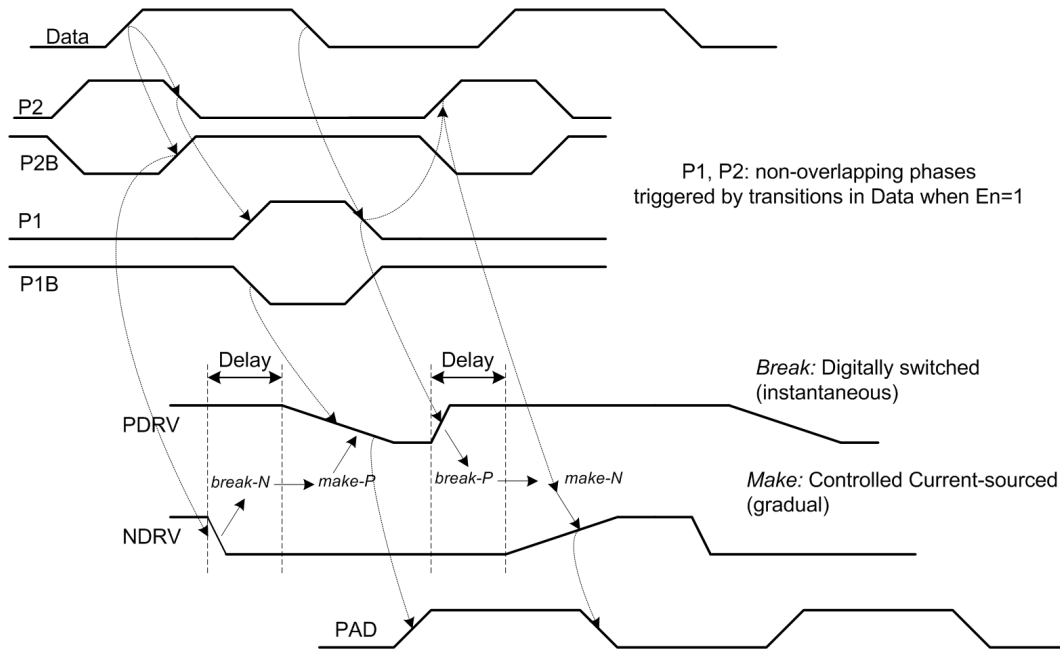 Data
P2
P2B
P1, P2: non-overlapping phases
triggered by transitions in Data when En=1
P1
P1B
Delay
Delay
Break: Digitally switched
(instantaneous)
PDRV
break-N
make-P
break-P
make-N
Make: Controlled Current-sourced
(gradual)
NDRV
PAD